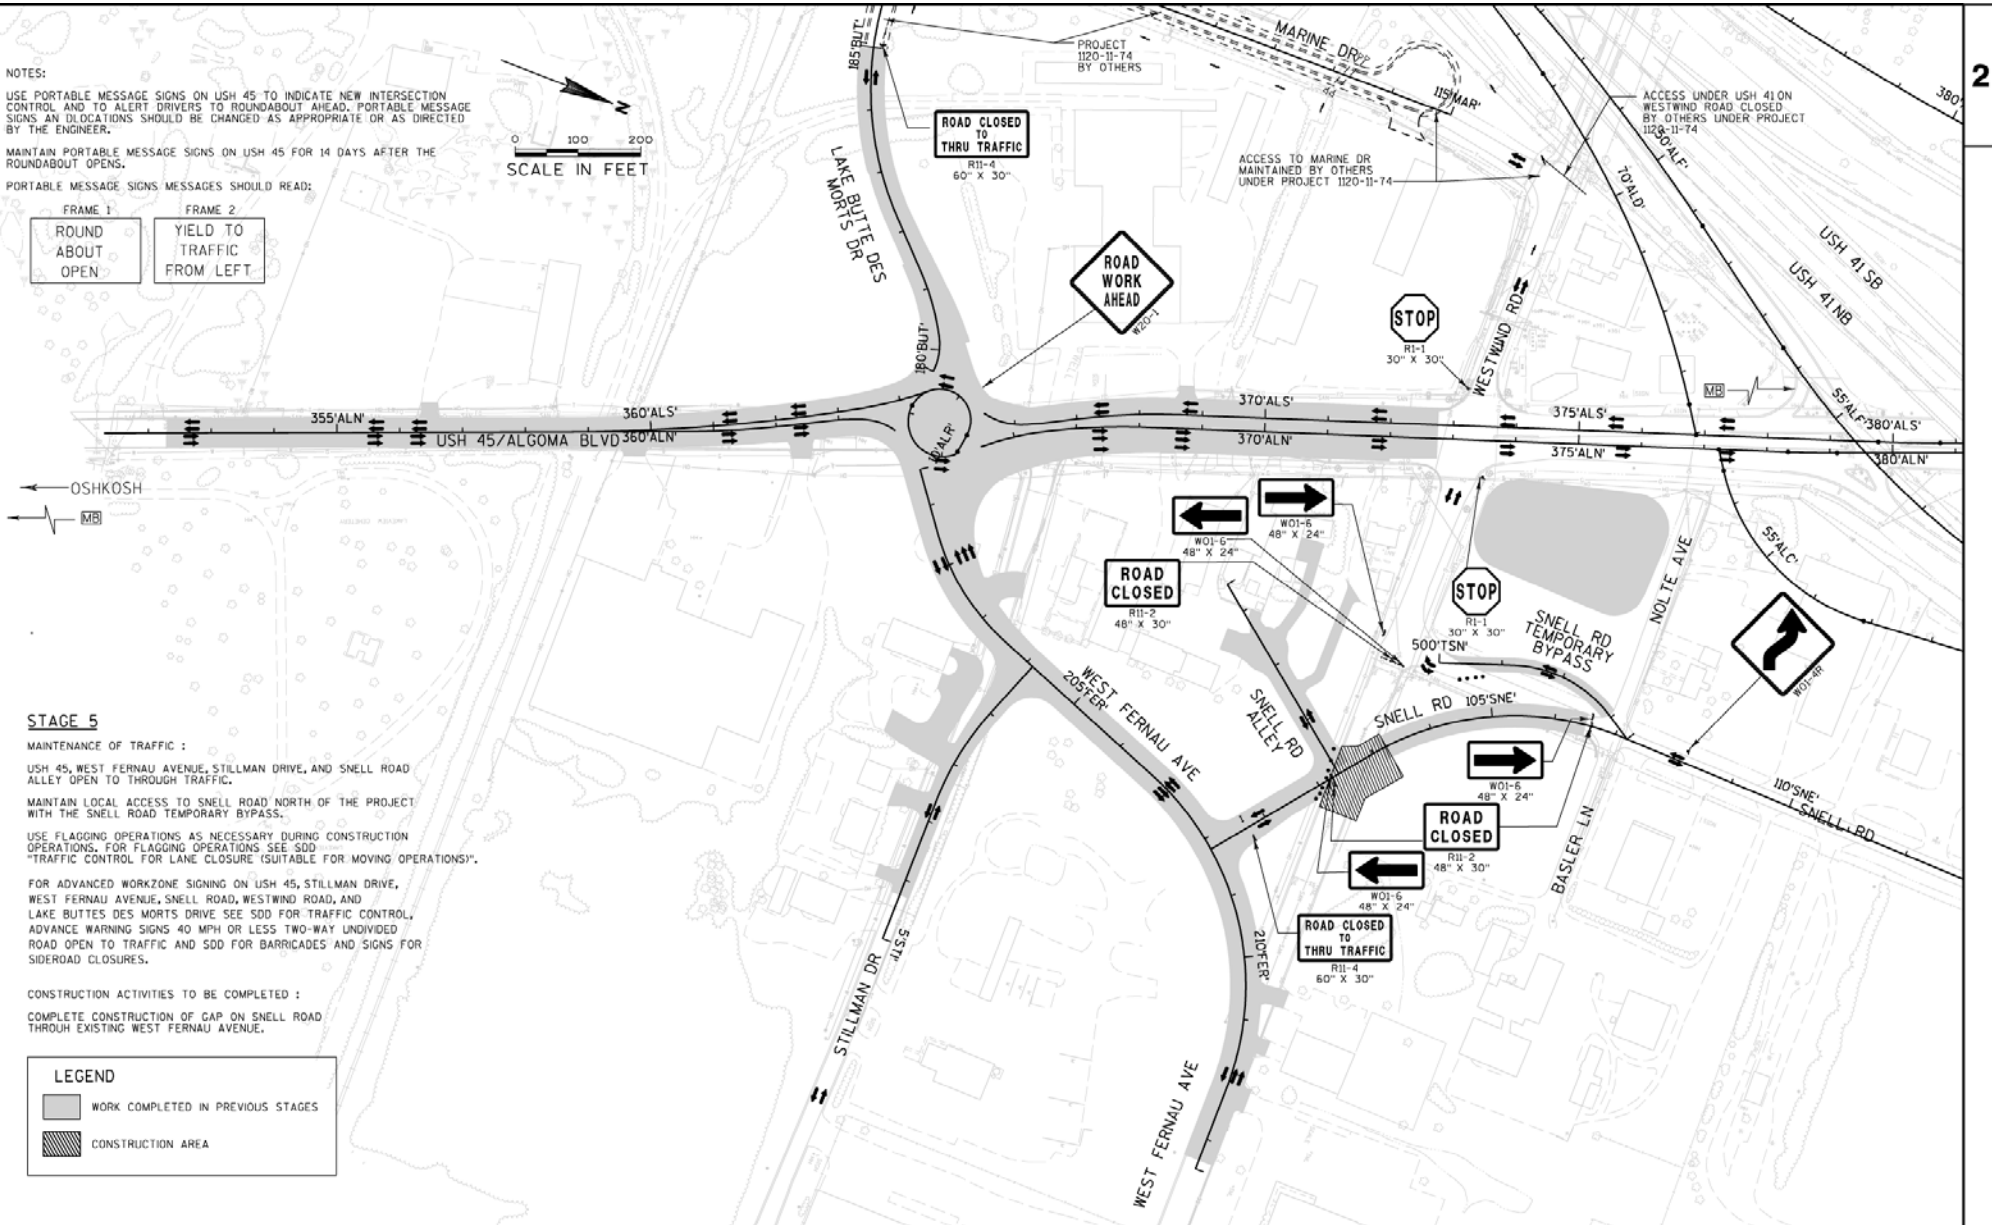 2
NOTES:
USE PORTABLE MESSAGE SIGNS ON USH 45 TO INDICATE NEW INTERSECTION
CONTROL AND TO ALERT DRIVERS TO ROUNDABOUT AHEAD. PORTABLE MESSAGE
SIGNS AN DLOCATIONS SHOULD BE CHANGED AS APPROPRIATE OR AS DIRECTED
BY THE ENGINEER.
MAINTAIN PORTABLE MESSAGE SIGNS ON USH 45 FOR 14 DAYS AFTER THE
ROUNDABOUT OPENS.
PORTABLE MESSAGE SIGNS MESSAGES SHOULD READ:
FRAME 1
ROUND
ABOUT
OPEN
FRAME 2
YIELD TO
TRAFFIC
FROM LEFT
N
0 100 200
SCALE IN FEET
185'BUT'
PROJECT
1120-11-74
BY OTHERS
MARINE DR
115'MAR'
ROAD CLOSED
TO
THRU TRAFFIC
R11-4
60" X 30"
LAKE BUTTE DES
MORTS DR
180'BUT'
ACCESS TO MARINE DR
MAINTAINED BY OTHERS
UNDER PROJECT 1120-11-74
ACCESS UNDER USH 41 ON
WESTWIND ROAD CLOSED
BY OTHERS UNDER PROJECT
1120-11-74
380'
50'ALF'
70'ALD'
USH 41 SB
USH 41 NB
ROAD
WORK
AHEAD
W20-1
STOP
R1-1
30" X 30"
WESTWIND RD
MB
55'ALF'
355'ALN'
360'ALS'
USH 45/ALGOMA BLVD
360'ALN'
10'ALR'
370'ALS'
370'ALN'
375'ALS'
375'ALN'
380'ALS'
380'ALN'
OSHKOSH
MB
W01-6
48" X 24"
W01-6
48" X 24"
ROAD
CLOSED
R11-2
48" X 30"
STOP
R1-1
30" X 30"
NOLTE AVE
55'ALC'
SNELL RD
TEMPORARY
BYPASS
500'TSN'
W01-4R
WEST FERNAU AVE
205'FER'
SNELL RD
ALLEY
SNELL RD
105'SNE'
W01-6
48" X 24"
110'SNE'
SNELL RD
ROAD
CLOSED
R11-2
48" X 30"
BASLER LN
W01-6
48" X 24"
ROAD CLOSED
TO
THRU TRAFFIC
R11-4
60" X 30"
210'FER'
5'ST'
STILLMAN DR
WEST FERNAU AVE
STAGE 5
MAINTENANCE OF TRAFFIC :
USH 45, WEST FERNAU AVENUE, STILLMAN DRIVE, AND SNELL ROAD
ALLEY OPEN TO THROUGH TRAFFIC.
MAINTAIN LOCAL ACCESS TO SNELL ROAD NORTH OF THE PROJECT
WITH THE SNELL ROAD TEMPORARY BYPASS.
USE FLAGGING OPERATIONS AS NECESSARY DURING CONSTRUCTION
OPERATIONS. FOR FLAGGING OPERATIONS SEE SDD
"TRAFFIC CONTROL FOR LANE CLOSURE (SUITABLE FOR MOVING OPERATIONS)".
FOR ADVANCED WORKZONE SIGNING ON USH 45, STILLMAN DRIVE,
WEST FERNAU AVENUE, SNELL ROAD, WESTWIND ROAD, AND
LAKE BUTTES DES MORTS DRIVE SEE SDD FOR TRAFFIC CONTROL,
ADVANCE WARNING SIGNS 40 MPH OR LESS TWO-WAY UNDIVIDED
ROAD OPEN TO TRAFFIC AND SDD FOR BARRICADES AND SIGNS FOR
SIDEROAD CLOSURES.
CONSTRUCTION ACTIVITIES TO BE COMPLETED :
COMPLETE CONSTRUCTION OF GAP ON SNELL ROAD
THROUH EXISTING WEST FERNAU AVENUE.
LEGEND
WORK COMPLETED IN PREVIOUS STAGES
CONSTRUCTION AREA